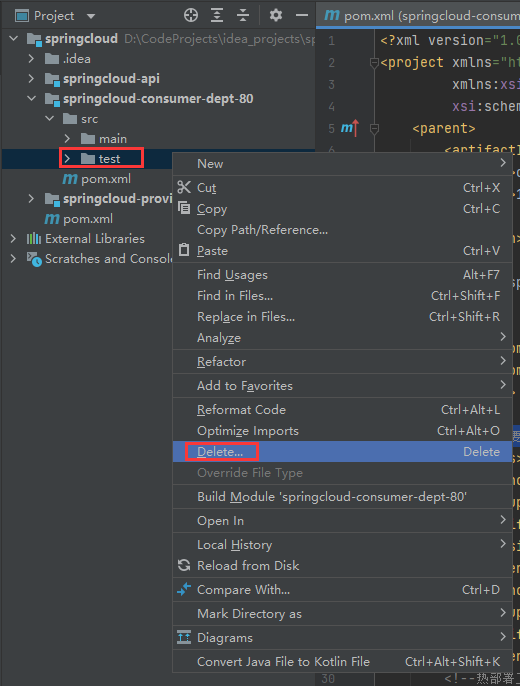 Project
pom.xml (springcloud-consum
springcloud D:\CodeProjects\idea_projects\sp
.idea
springcloud-api
springcloud-consumer-dept-80
src
main
test
pom.xml
springcloud-provi
pom.xml
External Libraries
Scratches and Consol
1 <?xml version="1.0
2 <project xmlns="ht
3 xmlns:xsi
4 xsi:schem
5 <parent>
6 <artifactI
New
Cut Ctrl+X
Copy Ctrl+C
Copy Path/Reference...
Paste Ctrl+V
Find Usages Alt+F7
Find in Files... Ctrl+Shift+F
Replace in Files... Ctrl+Shift+R
Analyze
Refactor
Add to Favorites
Reformat Code Ctrl+Alt+L
Optimize Imports Ctrl+Alt+O
Delete... Delete
Override File Type
Build Module 'springcloud-consumer-dept-80'
Open In
Local History
Reload from Disk
Compare With... Ctrl+D
Mark Directory as
Diagrams
Convert Java File to Kotlin File Ctrl+Alt+Shift+K
30 <!--热部署